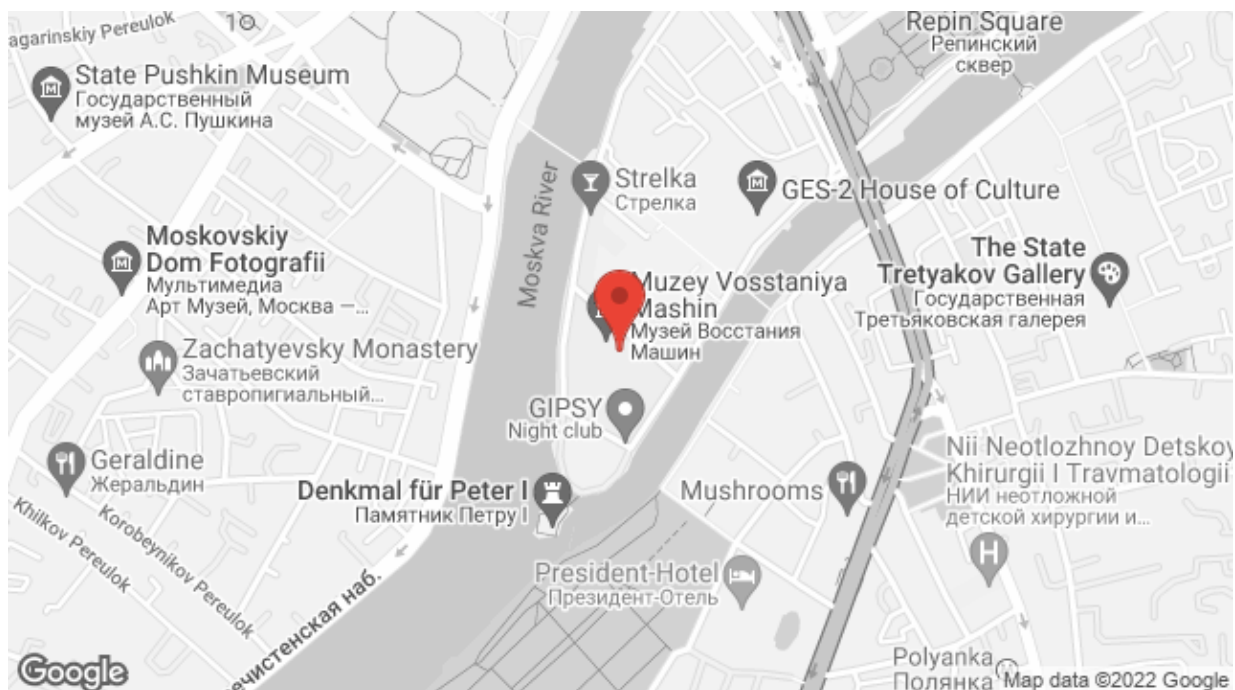 agarinskiy Pereulok
State Pushkin Museum
Государственный
музей А.С. Пушкина
Repin Square
Репинский
сквер
Moskva River
Strelka
Стрелка
GES-2 House of Culture
Moskovskiy
Dom Fotografii
Мультимедиа
Арт Музей, Москва —...
The State
Tretyakov Gallery
Государственная
Третьяковская галерея
Muzey Vosstaniya
Mashin
Музей Восстания
Машин
Zachatyevsky Monastery
Зачатьевский
ставропигиальный...
GIPSY
Night club
Geraldine
Жеральдин
Denkmal für Peter I
Памятник Петру I
Mushrooms
Nii Neotlozhnoy Detskoy
Khirurgii I Travmatologii
НИИ неотложной
детской хирургии и...
H
Khilkov Pereulok
Korobeynikov Pereulok
President-Hotel
Президент-Отель
ечистенская наб.
Polyanka
Полянка
Google
Map data ©2022 Google